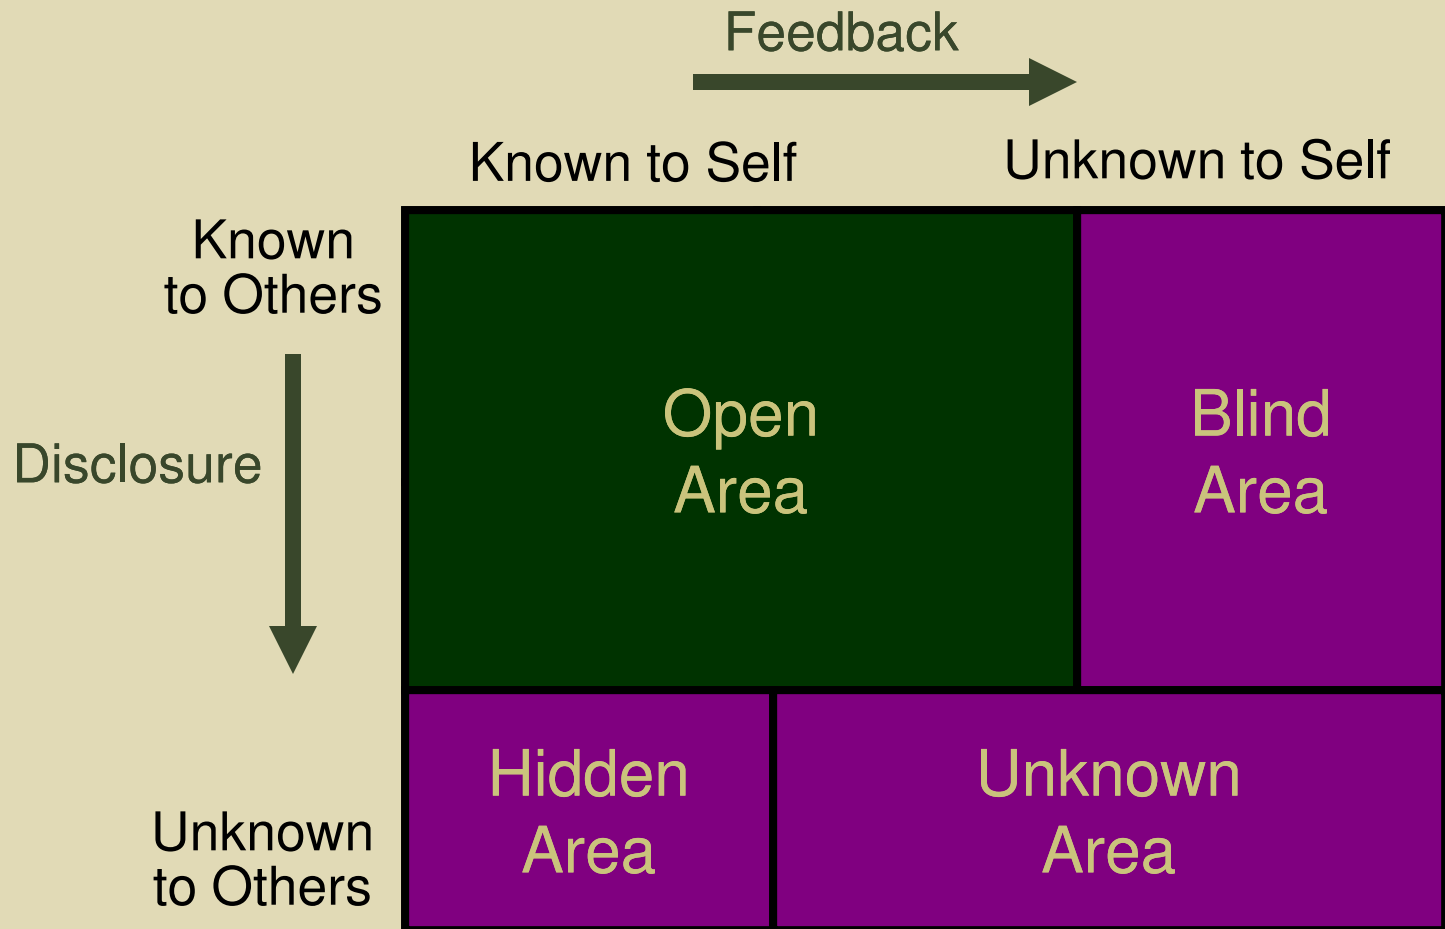 Feedback
Known to Self
Unknown to Self
Known
to Others
Disclosure
Open
Area
Blind
Area
Hidden
Area
Unknown
Area
Unknown
to Others